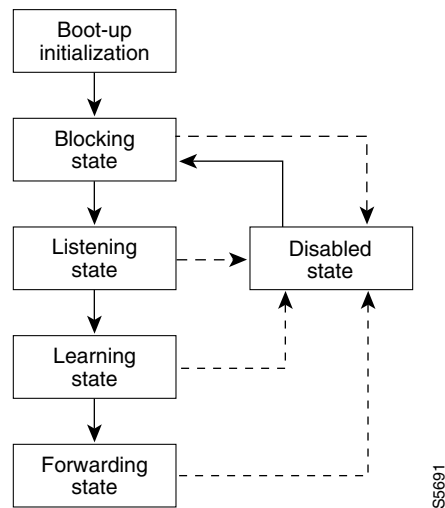 Boot-up
initialization
Blocking
state
Listening
state
Disabled
state
Learning
state
Forwarding
state
S5691